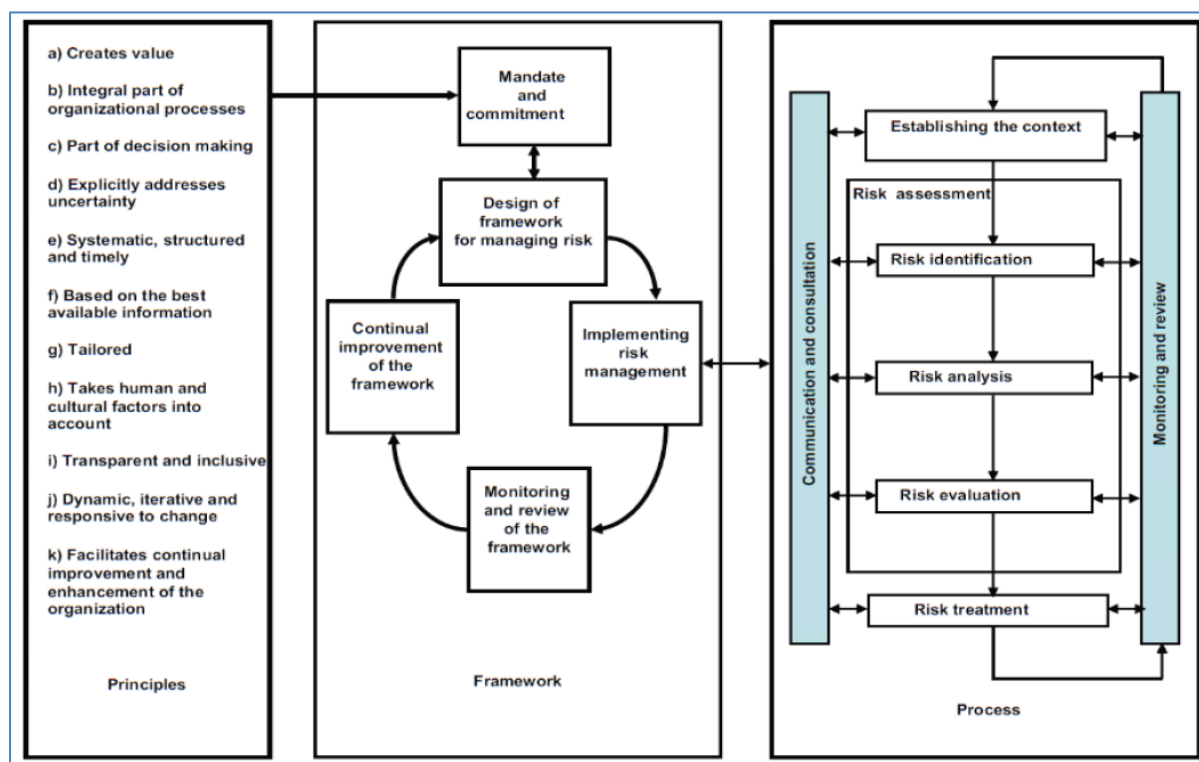 a) Creates value
b) Integral part of
organizational processes
c) Part of decision making
d) Explicitly addresses
uncertainty
e) Systematic, structured
and timely
f) Based on the best
available information
g) Tailored
h) Takes human and
cultural factors into
account
i) Transparent and inclusive
j) Dynamic, iterative and
responsive to change
k) Facilitates continual
improvement and
enhancement of the
organization
Principles
Mandate
and
commitment
Design of
framework
for managing risk
Continual
improvement
of the
framework
Implementing
risk
management
Monitoring
and review
of the
framework
Framework
Communication and consultation
Establishing the context
Risk assessment
Risk identification
Risk analysis
Risk evaluation
Risk treatment
Monitoring and review
Process